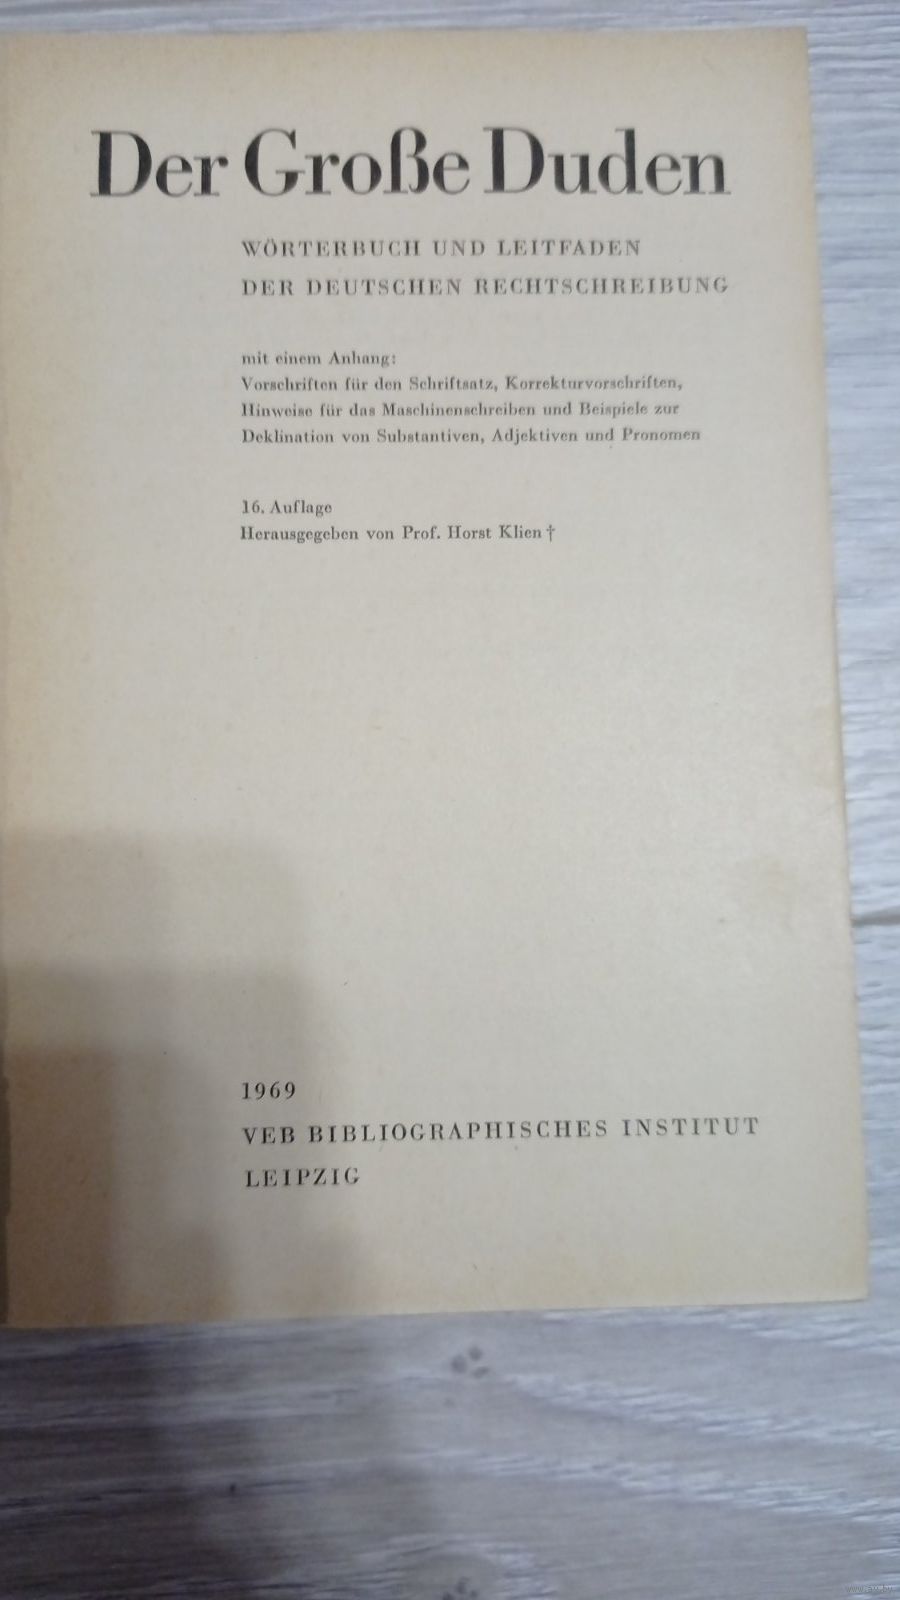 Der Große Duden
WÖRTERBUCH UND LEITFADEN
DER DEUTSCHEN RECHTSCHREIBUNG
mit einem Anhang:
Vorschriften für den Schriftsatz, Korrekturvorschriften,
Hinweise für das Maschinenschreiben und Beispiele zur
Deklination von Substantiven, Adjektiven und Pronomen
16. Auflage
Herausgegeben von Prof. Horst Klien †
1969
VEB BIBLIOGRAPHISCHES INSTITUT
LEIPZIG